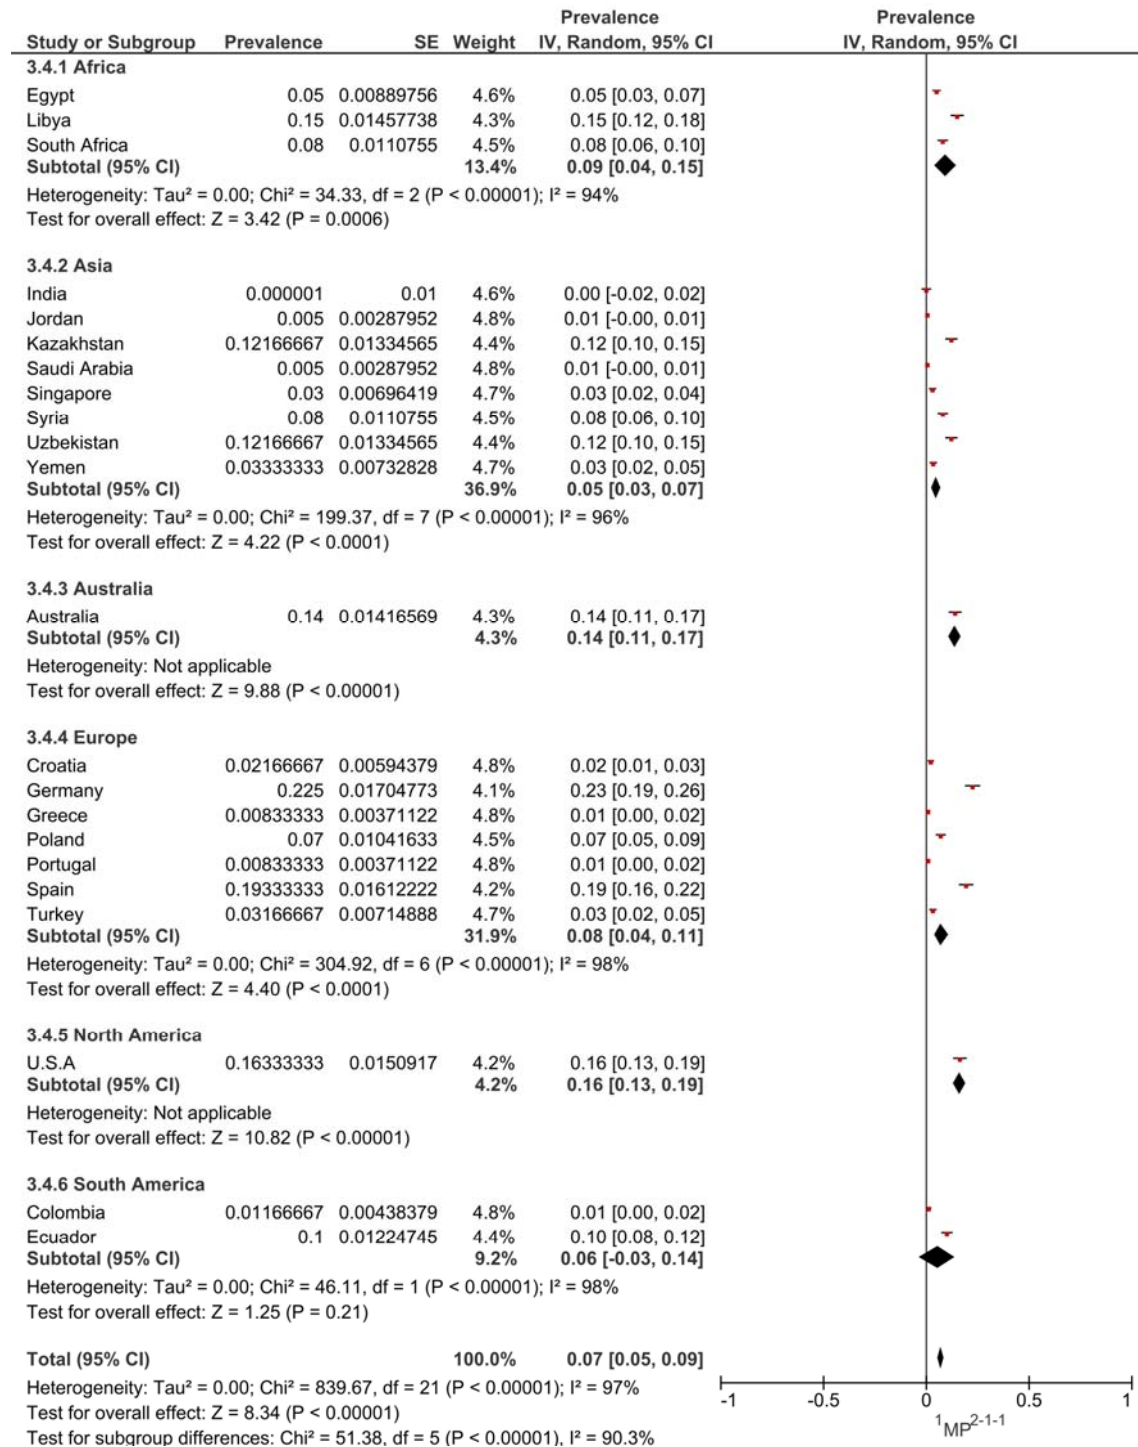 Prevalence Prevalence
Study or Subgroup Prevalence SE Weight IV, Random, 95% CI IV, Random, 95% CI
3.4.1 Africa
Egypt 0.05 0.00889756 4.6% 0.05 [0.03, 0.07]
Libya 0.15 0.01457738 4.3% 0.15 [0.12, 0.18]
South Africa 0.08 0.0110755 4.5% 0.08 [0.06, 0.10]
Subtotal (95% CI) 13.4% 0.09 [0.04, 0.15]
Heterogeneity: Tau² = 0.00; Chi² = 34.33, df = 2 (P < 0.00001); I² = 94%
Test for overall effect: Z = 3.42 (P = 0.0006)
3.4.2 Asia
India 0.000001 0.01 4.6% 0.00 [-0.02, 0.02]
Jordan 0.005 0.00287952 4.8% 0.01 [-0.00, 0.01]
Kazakhstan 0.12166667 0.01334565 4.4% 0.12 [0.10, 0.15]
Saudi Arabia 0.005 0.00287952 4.8% 0.01 [-0.00, 0.01]
Singapore 0.03 0.00696419 4.7% 0.03 [0.02, 0.04]
Syria 0.08 0.0110755 4.5% 0.08 [0.06, 0.10]
Uzbekistan 0.12166667 0.01334565 4.4% 0.12 [0.10, 0.15]
Yemen 0.03333333 0.00732828 4.7% 0.03 [0.02, 0.05]
Subtotal (95% CI) 36.9% 0.05 [0.03, 0.07]
Heterogeneity: Tau² = 0.00; Chi² = 199.37, df = 7 (P < 0.00001); I² = 96%
Test for overall effect: Z = 4.22 (P < 0.0001)
3.4.3 Australia
Australia 0.14 0.01416569 4.3% 0.14 [0.11, 0.17]
Subtotal (95% CI) 4.3% 0.14 [0.11, 0.17]
Heterogeneity: Not applicable
Test for overall effect: Z = 9.88 (P < 0.00001)
3.4.4 Europe
Croatia 0.02166667 0.00594379 4.8% 0.02 [0.01, 0.03]
Germany 0.225 0.01704773 4.1% 0.23 [0.19, 0.26]
Greece 0.00833333 0.00371122 4.8% 0.01 [0.00, 0.02]
Poland 0.07 0.01041633 4.5% 0.07 [0.05, 0.09]
Portugal 0.00833333 0.00371122 4.8% 0.01 [0.00, 0.02]
Spain 0.19333333 0.01612222 4.2% 0.19 [0.16, 0.22]
Turkey 0.03166667 0.00714888 4.7% 0.03 [0.02, 0.05]
Subtotal (95% CI) 31.9% 0.08 [0.04, 0.11]
Heterogeneity: Tau² = 0.00; Chi² = 304.92, df = 6 (P < 0.00001); I² = 98%
Test for overall effect: Z = 4.40 (P < 0.0001)
3.4.5 North America
U.S.A 0.16333333 0.0150917 4.2% 0.16 [0.13, 0.19]
Subtotal (95% CI) 4.2% 0.16 [0.13, 0.19]
Heterogeneity: Not applicable
Test for overall effect: Z = 10.82 (P < 0.00001)
3.4.6 South America
Colombia 0.01166667 0.00438379 4.8% 0.01 [0.00, 0.02]
Ecuador 0.1 0.01224745 4.4% 0.10 [0.08, 0.12]
Subtotal (95% CI) 9.2% 0.06 [-0.03, 0.14]
Heterogeneity: Tau² = 0.00; Chi² = 46.11, df = 1 (P < 0.00001); I² = 98%
Test for overall effect: Z = 1.25 (P = 0.21)
Total (95% CI) 100.0% 0.07 [0.05, 0.09]
Heterogeneity: Tau² = 0.00; Chi² = 839.67, df = 21 (P < 0.00001); I² = 97%
Test for overall effect: Z = 8.34 (P < 0.00001)
Test for subgroup differences: Chi² = 51.38, df = 5 (P < 0.00001), I² = 90.3%
-1 -0.5 0 0.5 1
¹MP²⁻¹⁻¹